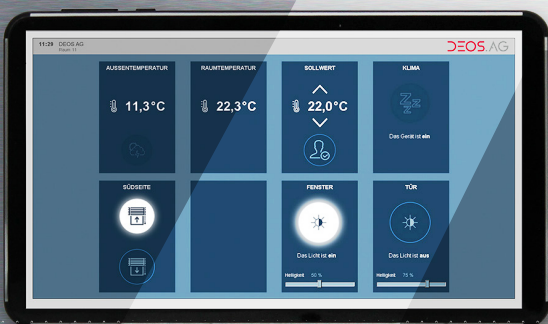 11:29 DEOS AG
Raum 11
DEOS.AG
AUSSENTEMPERATUR
RAUMTEMPERATUR
SOLLWERT
KLIMA
11,3°C
22,3°C
22,0°C
Zzz
Das Gerät ist ein
SÜDSEITE
FENSTER
TÜR
Das Licht ist ein
Das Licht ist aus
Helligkeit 50 %
Helligkeit 75 %